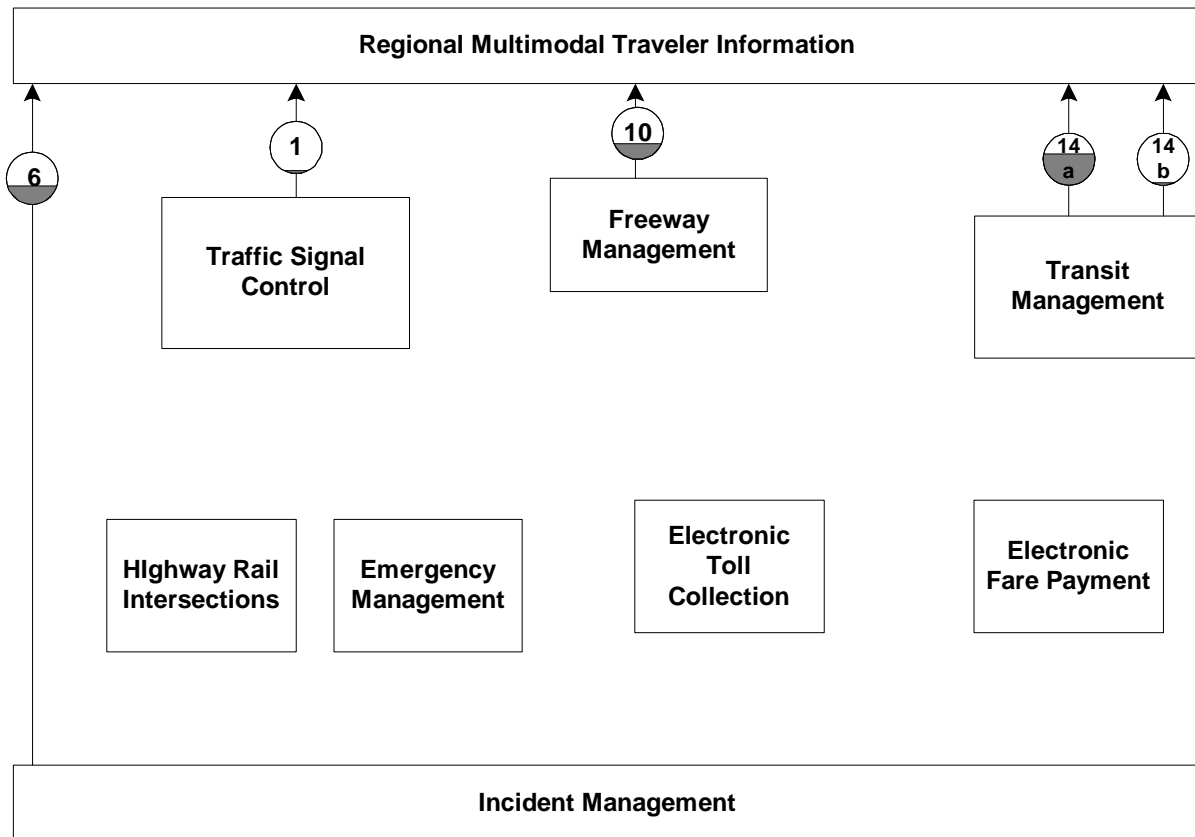 Regional Multimodal Traveler Information
6
1
10
14
a
14
b
Traffic Signal
Control
Freeway
Management
Transit
Management
HIghway Rail
Intersections
Emergency
Management
Electronic
Toll
Collection
Electronic
Fare Payment
Incident Management